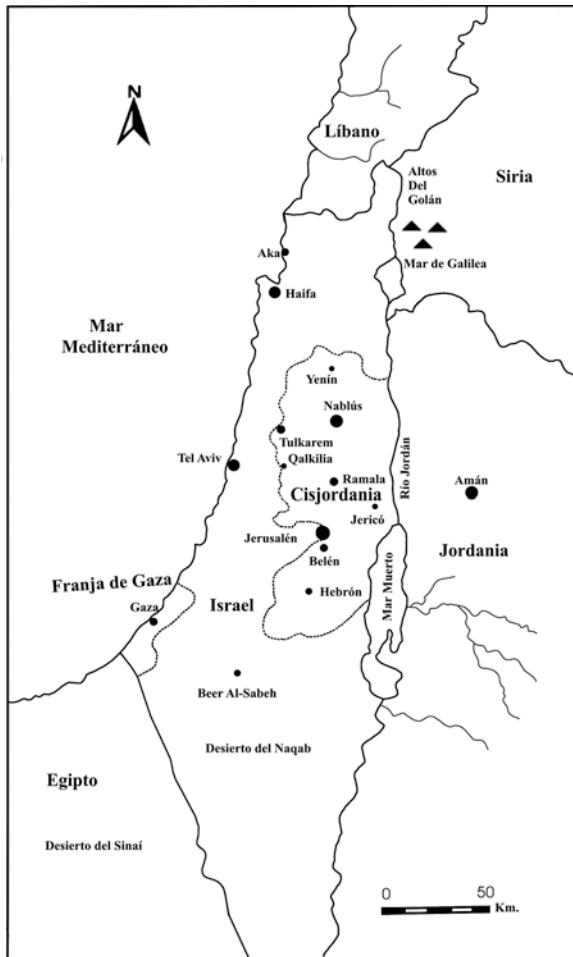 N
Líbano
Altos
Del
Golán
Siria
Aka
Mar de Galilea
Haifa
Mar
Mediterráneo
Yenín
Nablús
Tulkarem
Tel Aviv
Qalkilia
Río Jordán
Ramala
Amán
Cisjordania
Jericó
Jerusalén
Jordania
Belén
Franja de Gaza
Mar Muerto
Hebrón
Gaza
Israel
Beer Al-Sabeh
Desierto del Naqab
Egipto
Desierto del Sinaí
0 50
Km.